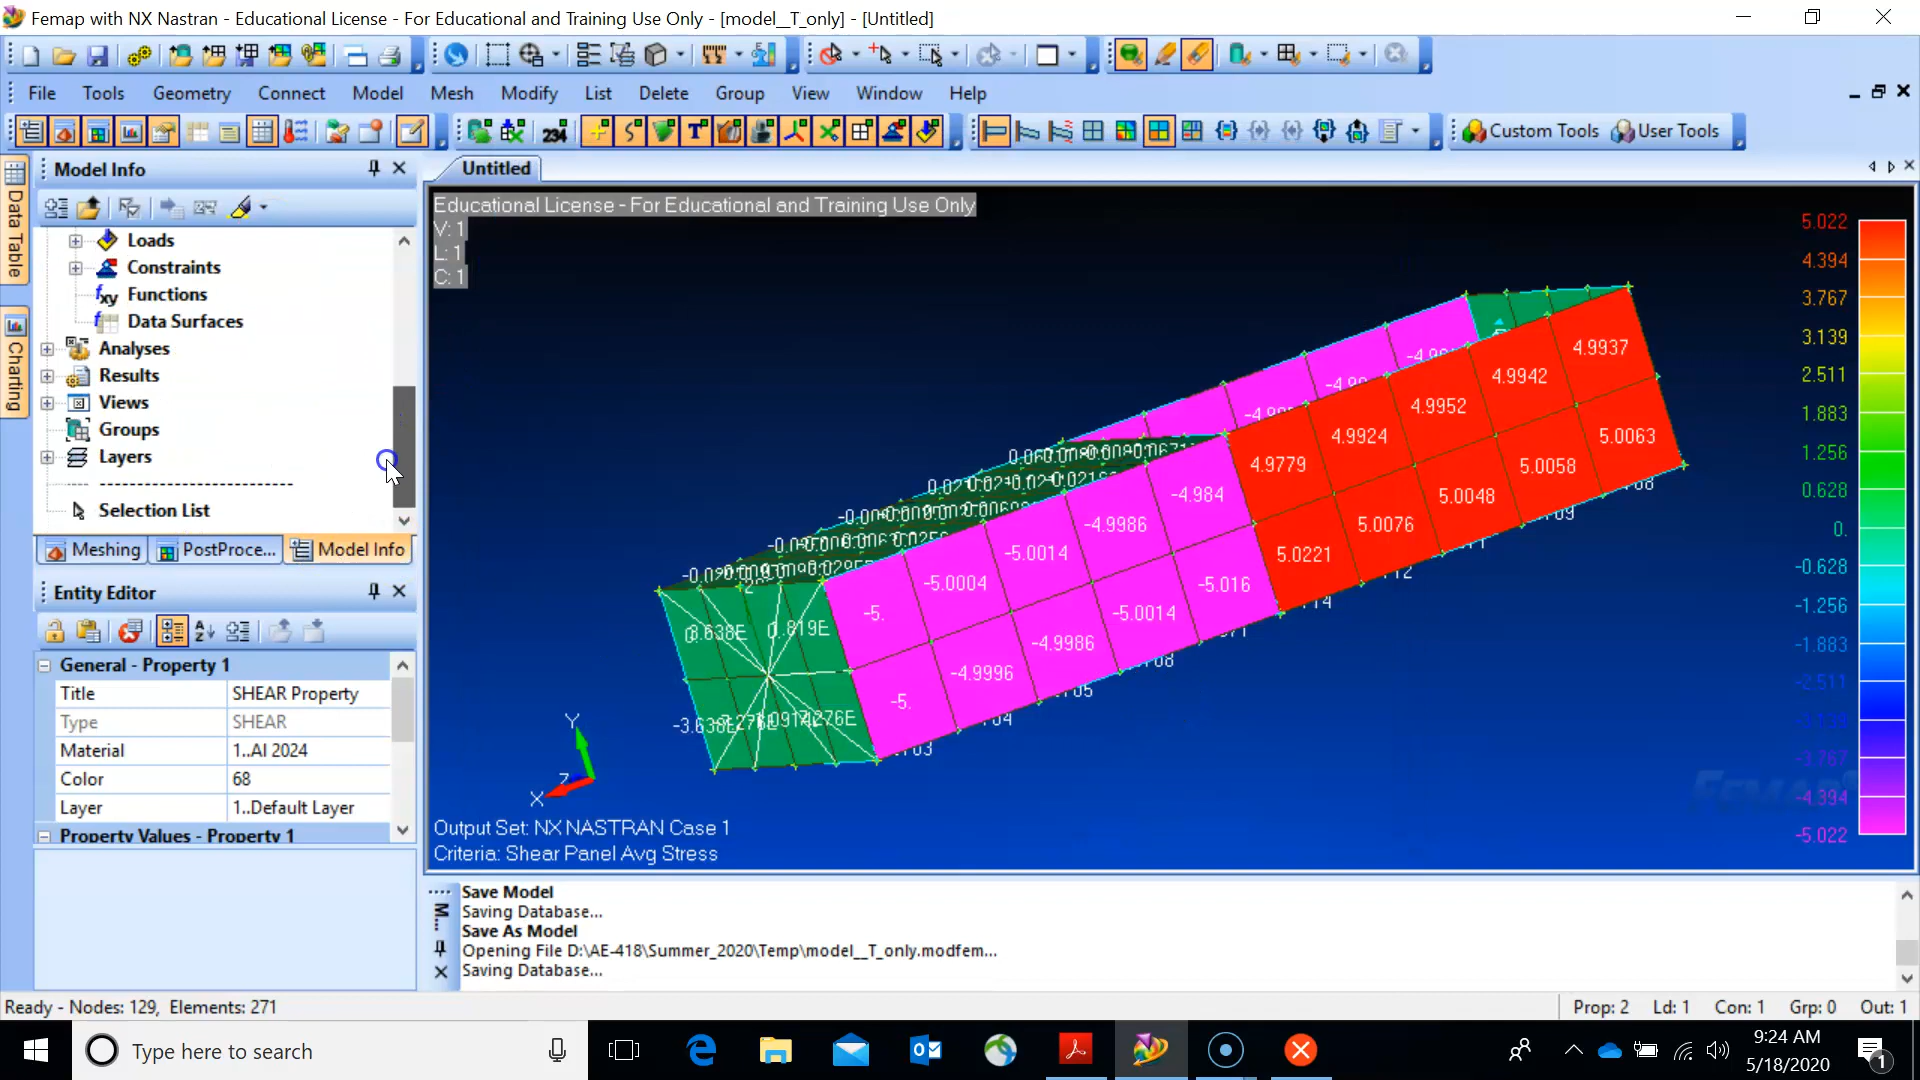 Femap with NX Nastran - Educational License - For Educational and Training Use Only - [model__T_only] - [Untitled]
File Tools Geometry Connect Model Mesh Modify List Delete Group View Window Help
234 Custom Tools User Tools
Data Table
Charting
Model Info
Loads
Constraints
Functions
Data Surfaces
Analyses
Results
Views
Groups
Layers
Selection List
Meshing PostProce... Model Info
Entity Editor
General - Property 1
Title SHEAR Property
Type SHEAR
Material 1..Al 2024
Color 68
Layer 1..Default Layer
Property Values - Property 1
Untitled
Educational License - For Educational and Training Use Only
V: 1
L: 1
C: 1
4.9937
4.9942
4.9952
4.9924
4.9779
-4.984
-4.9986
-5.0014
-5.0004
-5.
5.0063
5.0058
5.0048
5.0076
5.0221
-5.016
-5.0014
-4.9986
-4.9996
-5.
Y
Z
X
5.022
4.394
3.767
3.139
2.511
1.883
1.256
0.628
0.
-0.628
-1.256
-1.883
-2.511
-3.767
-4.394
-5.022
Output Set: NX NASTRAN Case 1
Criteria: Shear Panel Avg Stress
Save Model
Saving Database...
Save As Model
Opening File D:\AE-418\Summer_2020\Temp\model__T_only.modfem...
Saving Database...
Ready - Nodes: 129, Elements: 271
Prop: 2 Ld: 1 Con: 1 Grp: 0 Out: 1
Type here to search
9:24 AM
5/18/2020
1